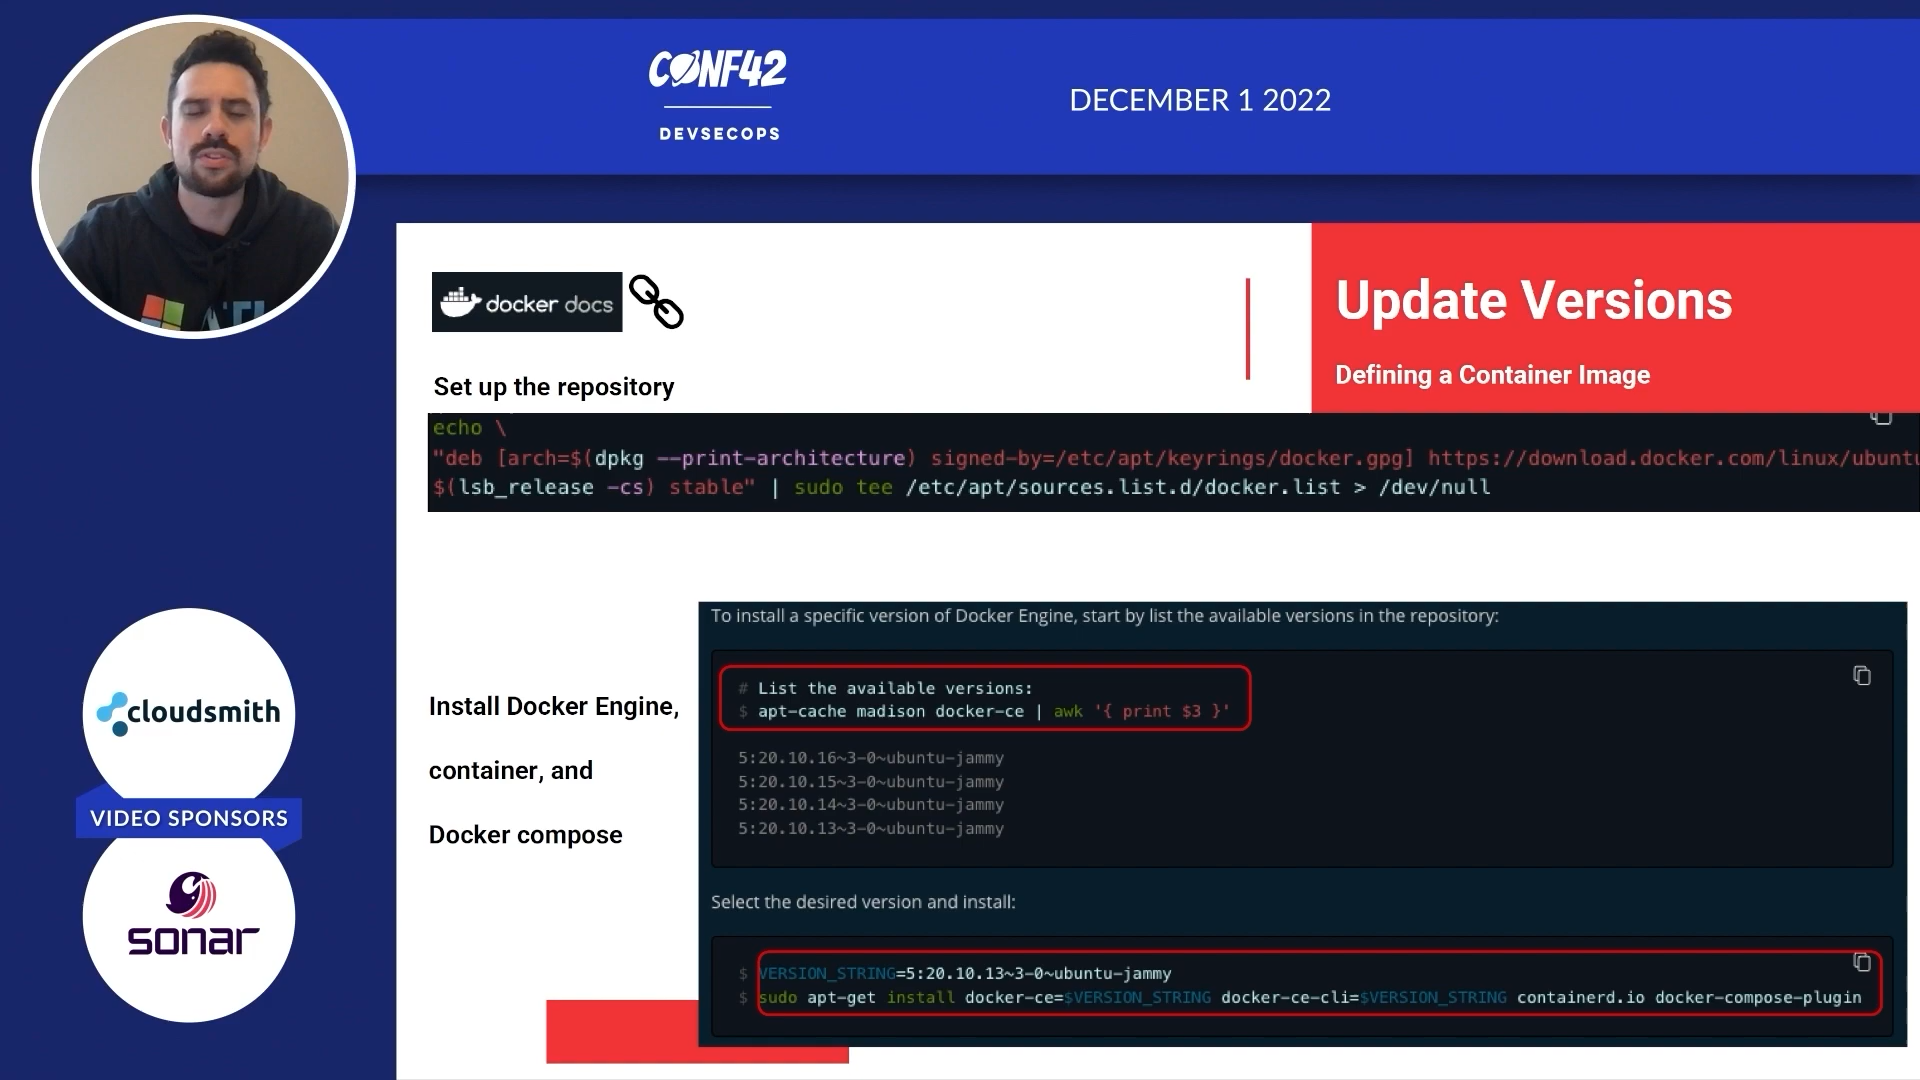 CONF42
DEVSECOPS
DECEMBER 1 2022
docker docs
Update Versions
Defining a Container Image
Set up the repository
echo \
"deb [arch=$(dpkg --print-architecture) signed-by=/etc/apt/keyrings/docker.gpg] https://download.docker.com/linux/ubuntu
$(lsb_release -cs) stable" | sudo tee /etc/apt/sources.list.d/docker.list > /dev/null
To install a specific version of Docker Engine, start by list the available versions in the repository:
# List the available versions:
$ apt-cache madison docker-ce | awk '{ print $3 }'
5:20.10.16~3-0~ubuntu-jammy
5:20.10.15~3-0~ubuntu-jammy
5:20.10.14~3-0~ubuntu-jammy
5:20.10.13~3-0~ubuntu-jammy
Install Docker Engine,
container, and
Docker compose
Select the desired version and install:
$ VERSION_STRING=5:20.10.13~3-0~ubuntu-jammy
$ sudo apt-get install docker-ce=$VERSION_STRING docker-ce-cli=$VERSION_STRING containerd.io docker-compose-plugin
cloudsmith
VIDEO SPONSORS
sonar